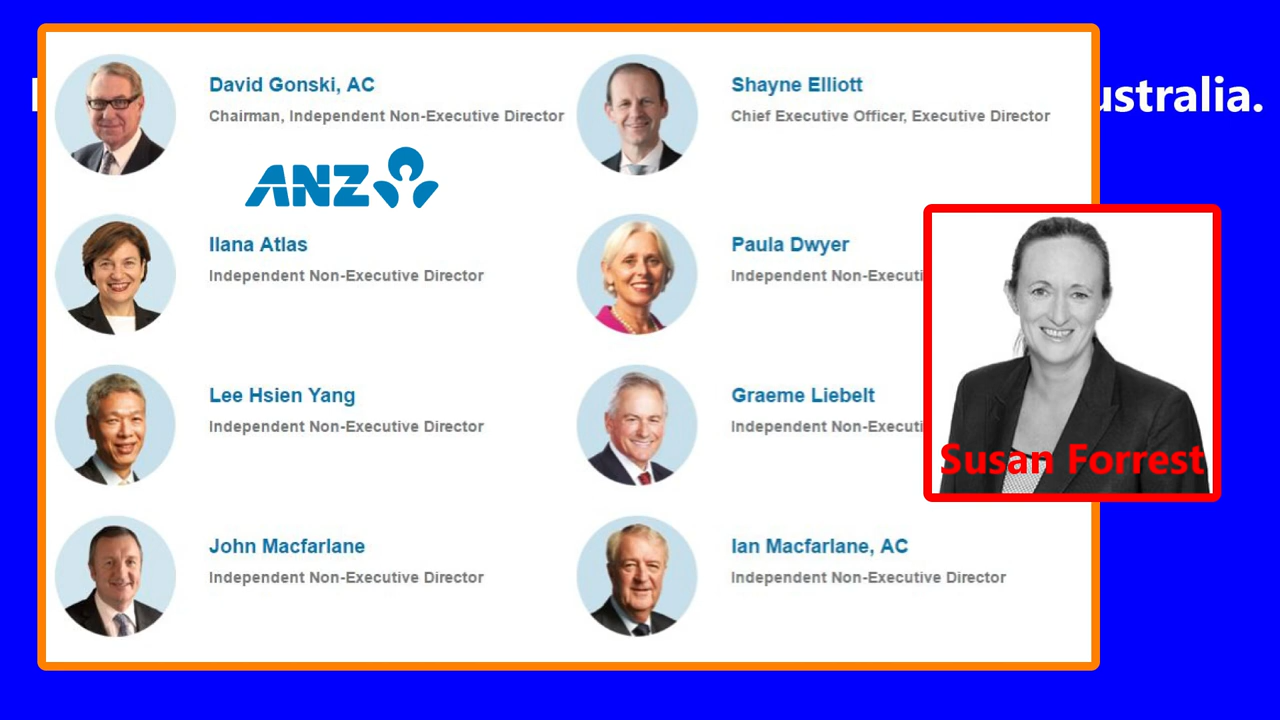 David Gonski, AC
Chairman, Independent Non-Executive Director
Shayne Elliott
Chief Executive Officer, Executive Director
ustralia.
ANZ
Ilana Atlas
Independent Non-Executive Director
Paula Dwyer
Independent Non-Executi
Lee Hsien Yang
Independent Non-Executive Director
Graeme Liebelt
Independent Non-Executi
Susan Forrest
John Macfarlane
Independent Non-Executive Director
Ian Macfarlane, AC
Independent Non-Executive Director